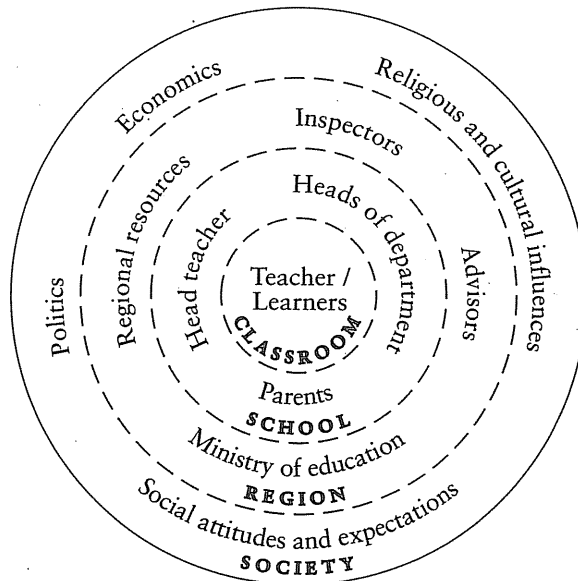 Economics
Religious and cultural influences
Inspectors
Regional resources
Heads of department
Head teacher
Advisors
Politics
Teacher /
Learners
CLASSROOM
Parents
SCHOOL
Ministry of education
REGION
Social attitudes and expectations
SOCIETY